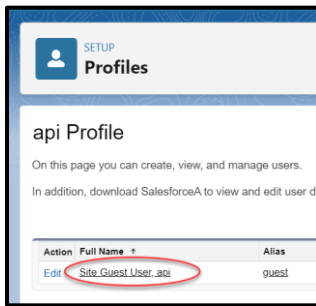 SETUP
Profiles
api Profile
On this page you can create, view, and manage users.
In addition, download SalesforceA to view and edit user d
Action Full Name ↑ Alias
Edit Site Guest User, api guest